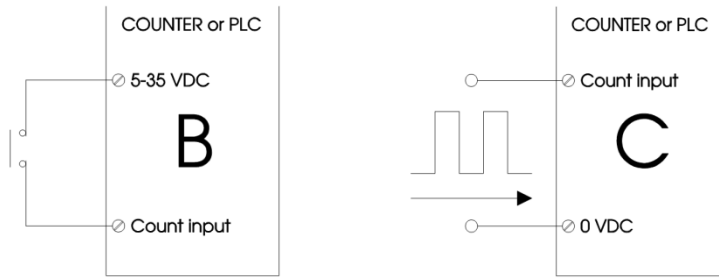 COUNTER or PLC
5-35 VDC
B
Count input
COUNTER or PLC
Count input
C
0 VDC